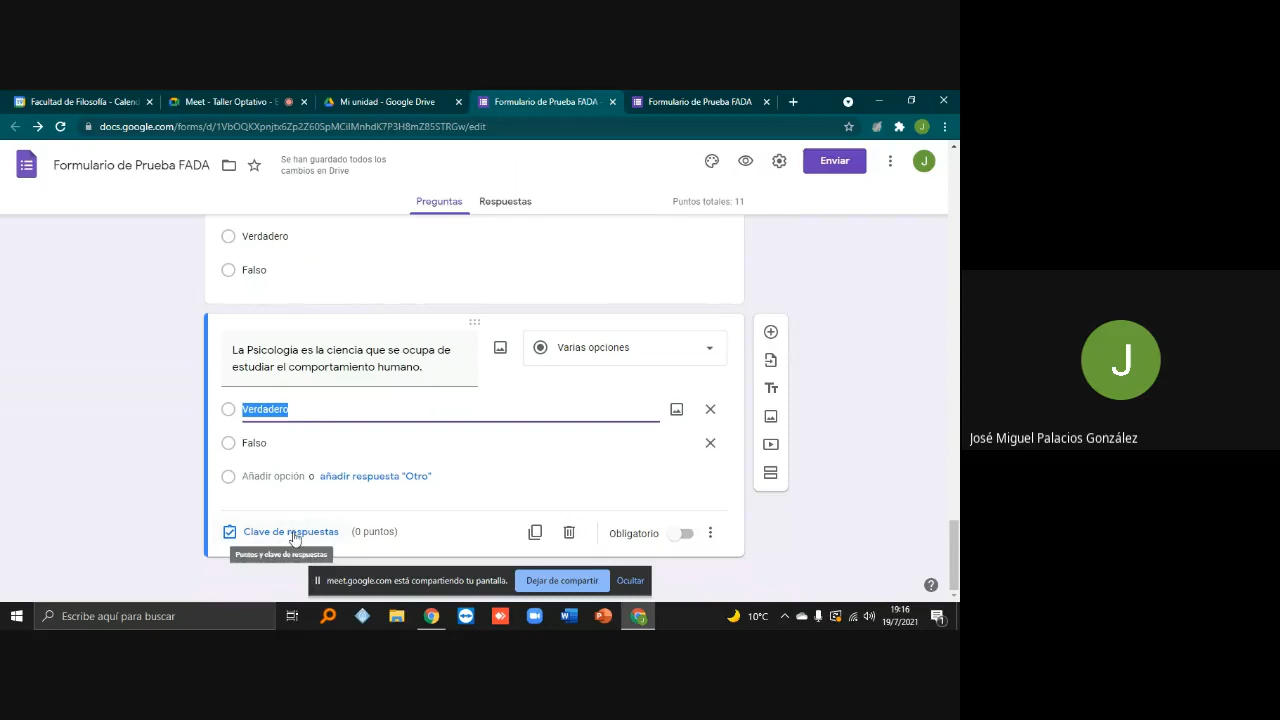 Facultad de Filosofía - Calend
Meet - Taller Optativo - E
Mi unidad - Google Drive
Formulario de Prueba FADA -
Formulario de Prueba FADA
docs.google.com/forms/d/1VbOQKXpnjtx6Zp2Z60SpMCilMnhdK7P3H8mZ85STRGw/edit
Formulario de Prueba FADA
Se han guardado todos los
cambios en Drive
Enviar
J
Preguntas
Respuestas
Puntos totales: 11
Verdadero
Falso
La Psicología es la ciencia que se ocupa de
estudiar el comportamiento humano.
Varias opciones
Verdadero
Falso
Añadir opción o añadir respuesta "Otro"
Clave de respuestas (0 puntos)
Obligatorio
Puntos y clave de respuestas
meet.google.com está compartiendo tu pantalla.
Dejar de compartir
Ocultar
Escribe aquí para buscar
10°C
19:16
19/7/2021
J
José Miguel Palacios González